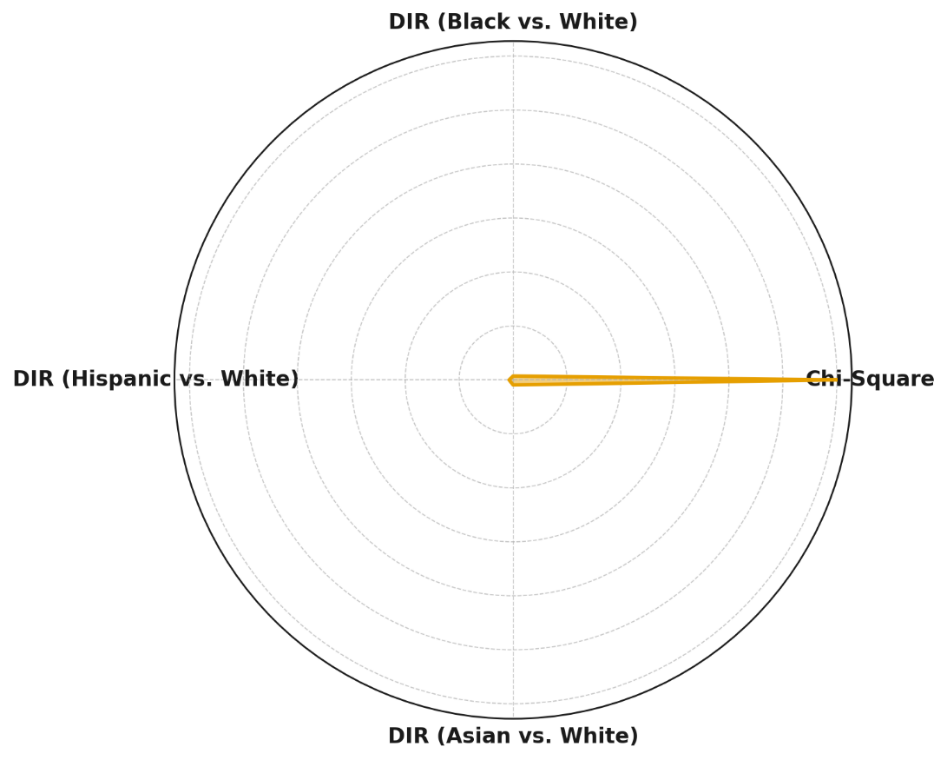 DIR (Black vs. White)
DIR (Hispanic vs. White)
Chi-Square
DIR (Asian vs. White)